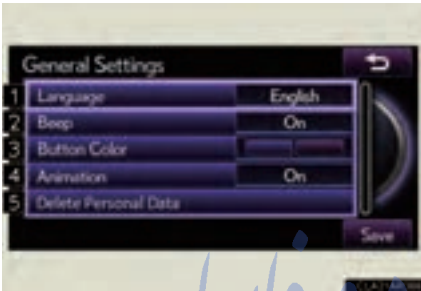 General Settings
1 Language English
2 Beep On
3 Button Color
4 Animation On
5 Delete Personal Data
Save